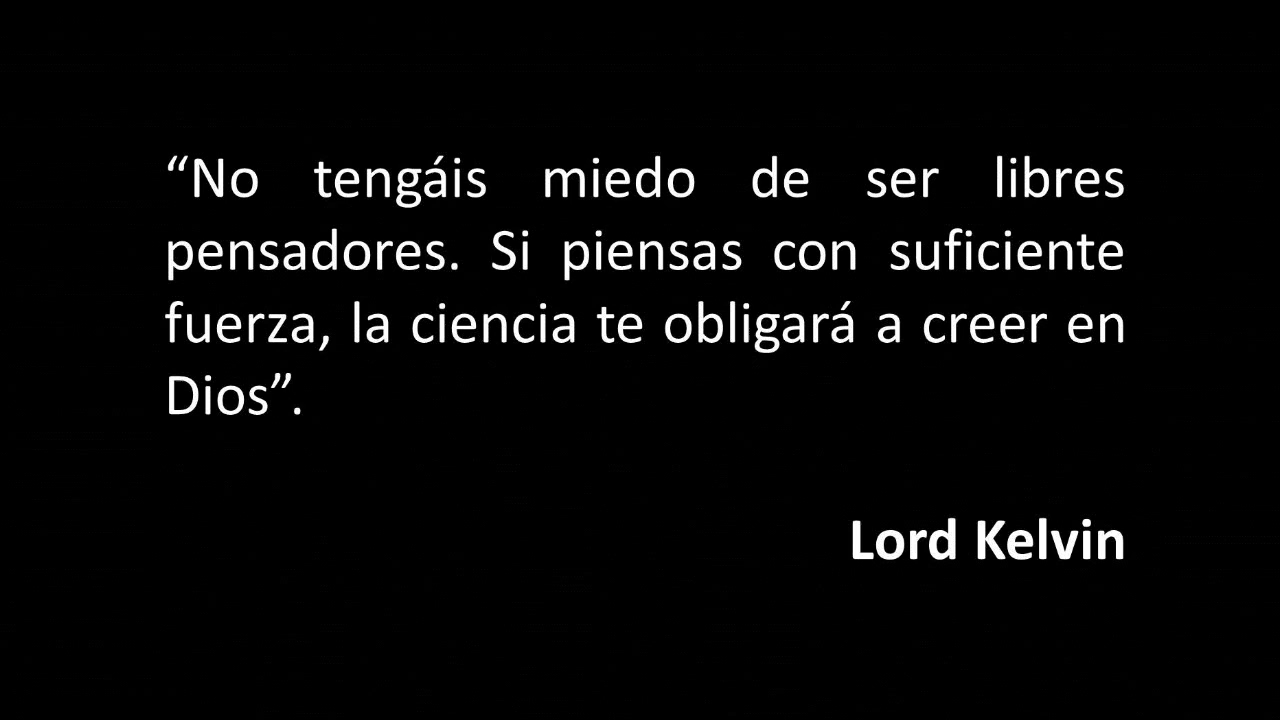 “No tengáis miedo de ser libres
pensadores. Si piensas con suficiente
fuerza, la ciencia te obligará a creer en
Dios”.
Lord Kelvin